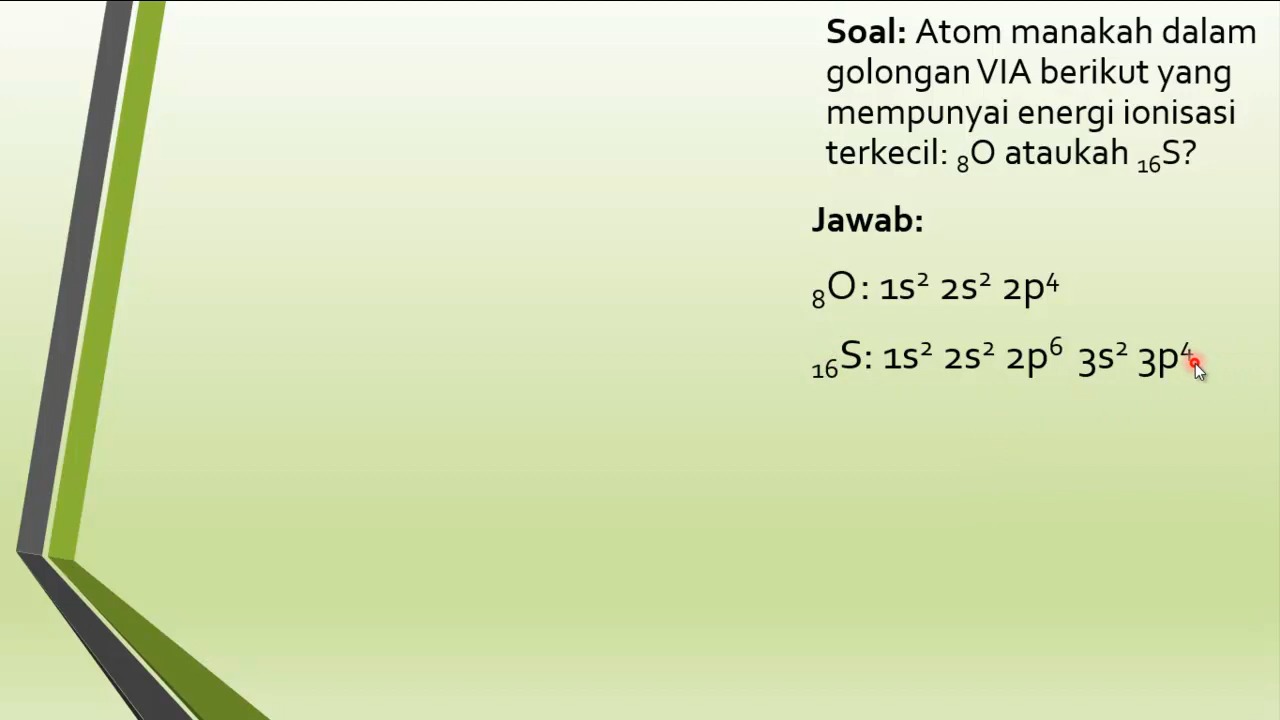 Soal: Atom manakah dalam
golongan VIA berikut yang
mempunyai energi ionisasi
terkecil: ₈O ataukah ₁₆S?
Jawab:
₈O: 1s² 2s² 2p⁴
₁₆S: 1s² 2s² 2p⁶ 3s² 3p⁴